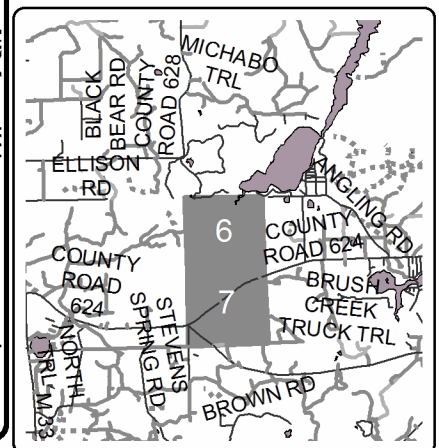 MICHABO
TRL
BLACK
BEAR RD
COUNTY
ROAD 628
ELLISON
RD
ANGLING RD
6
COUNTY
ROAD 624
COUNTY
ROAD
624
7
BRUSH
CREEK
TRUCK TRL
STEVENS
SPRING RD
NORTH
TRL M 33
BROWN RD